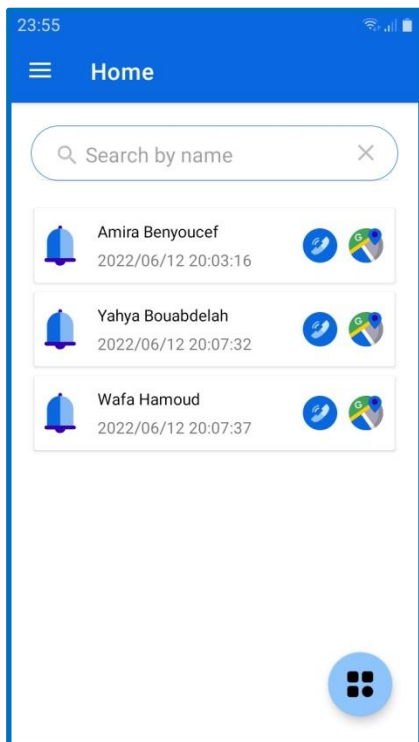 23:55
Home
Search by name
Amira Benyoucef
2022/06/12 20:03:16
Yahya Bouabdelah
2022/06/12 20:07:32
Wafa Hamoud
2022/06/12 20:07:37